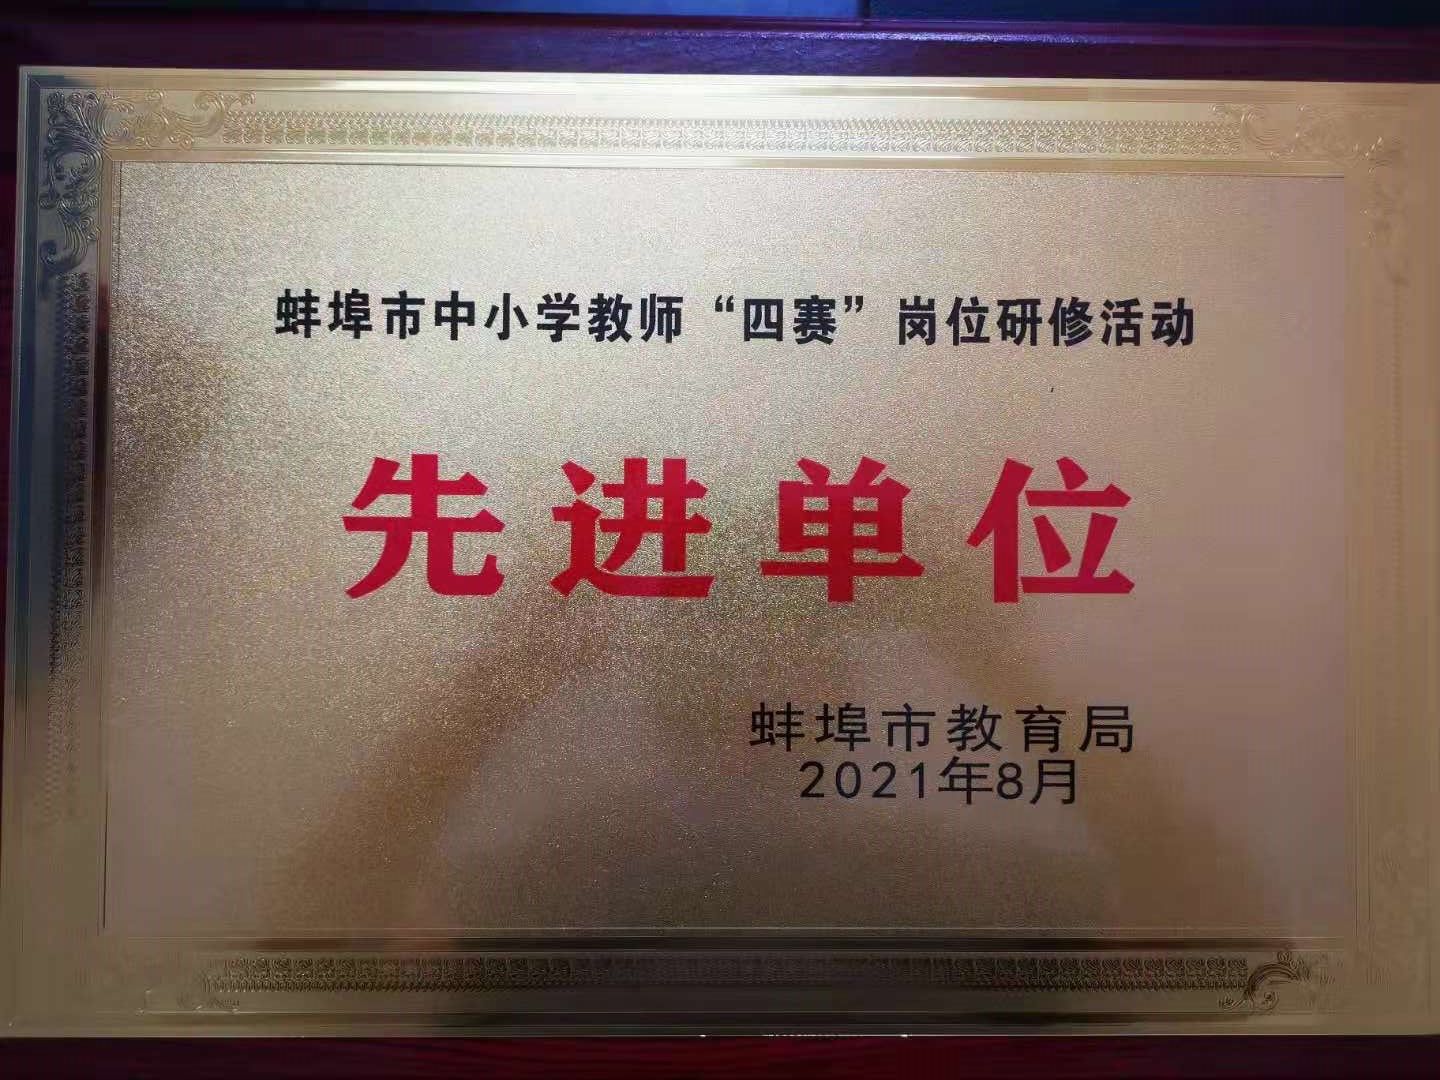 蚌埠市中小学教师“四赛”岗位研修活动
先进单位
蚌埠市教育局
2021年8月